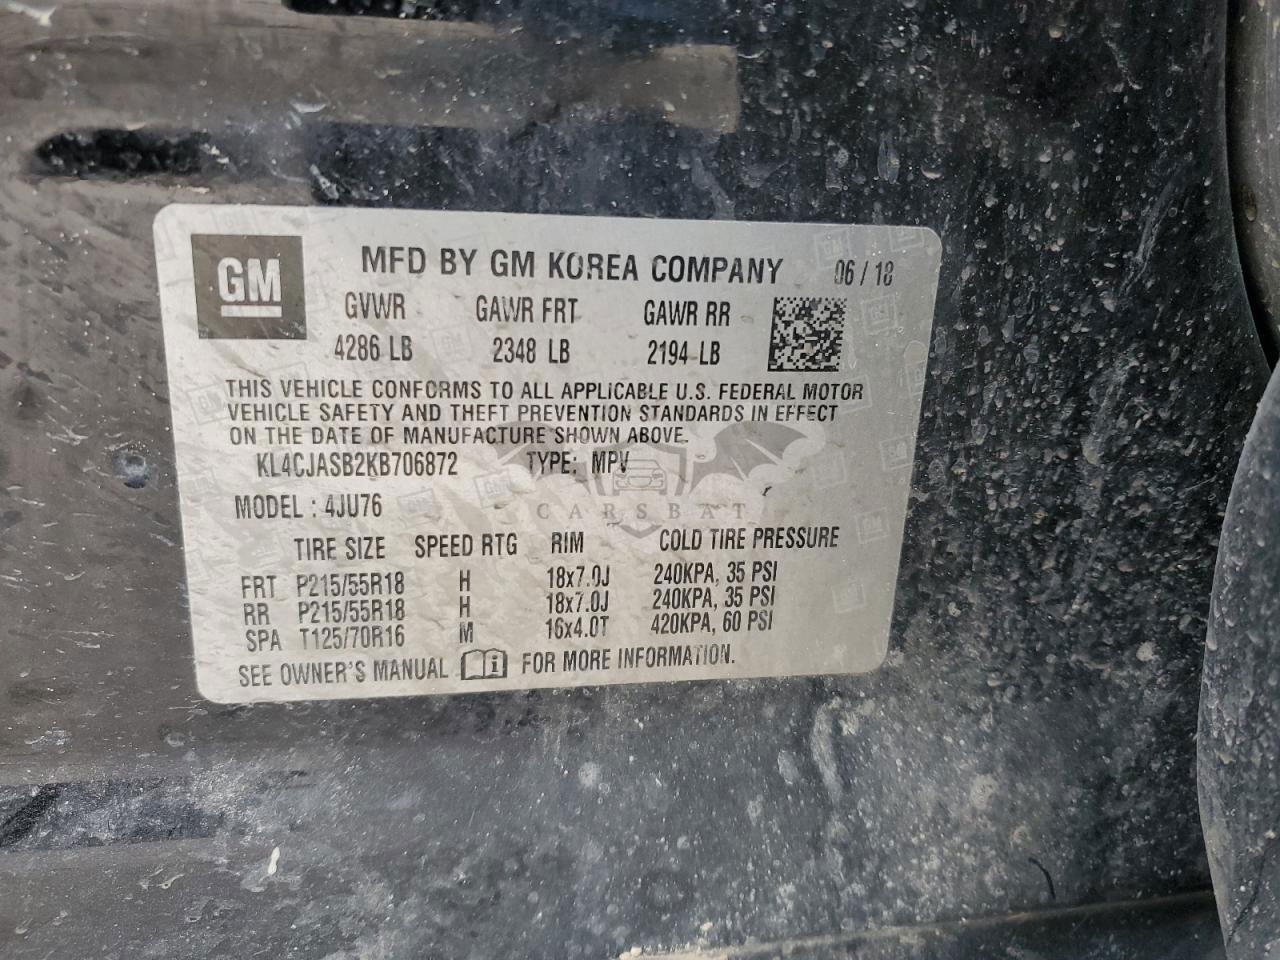 GM
MFD BY GM KOREA COMPANY 06 / 18
GVWR GAWR FRT GAWR RR
4286 LB 2348 LB 2194 LB
THIS VEHICLE CONFORMS TO ALL APPLICABLE U.S. FEDERAL MOTOR
VEHICLE SAFETY AND THEFT PREVENTION STANDARDS IN EFFECT
ON THE DATE OF MANUFACTURE SHOWN ABOVE.
KL4CJASB2KB706872 TYPE: MPV
MODEL : 4JU76
CARSBAT
TIRE SIZE SPEED RTG RIM COLD TIRE PRESSURE
FRT P215/55R18 H 18x7.0J 240KPA, 35 PSI
RR P215/55R18 H 18x7.0J 240KPA, 35 PSI
SPA T125/70R16 M 16x4.0T 420KPA, 60 PSI
SEE OWNER'S MANUAL i FOR MORE INFORMATION.